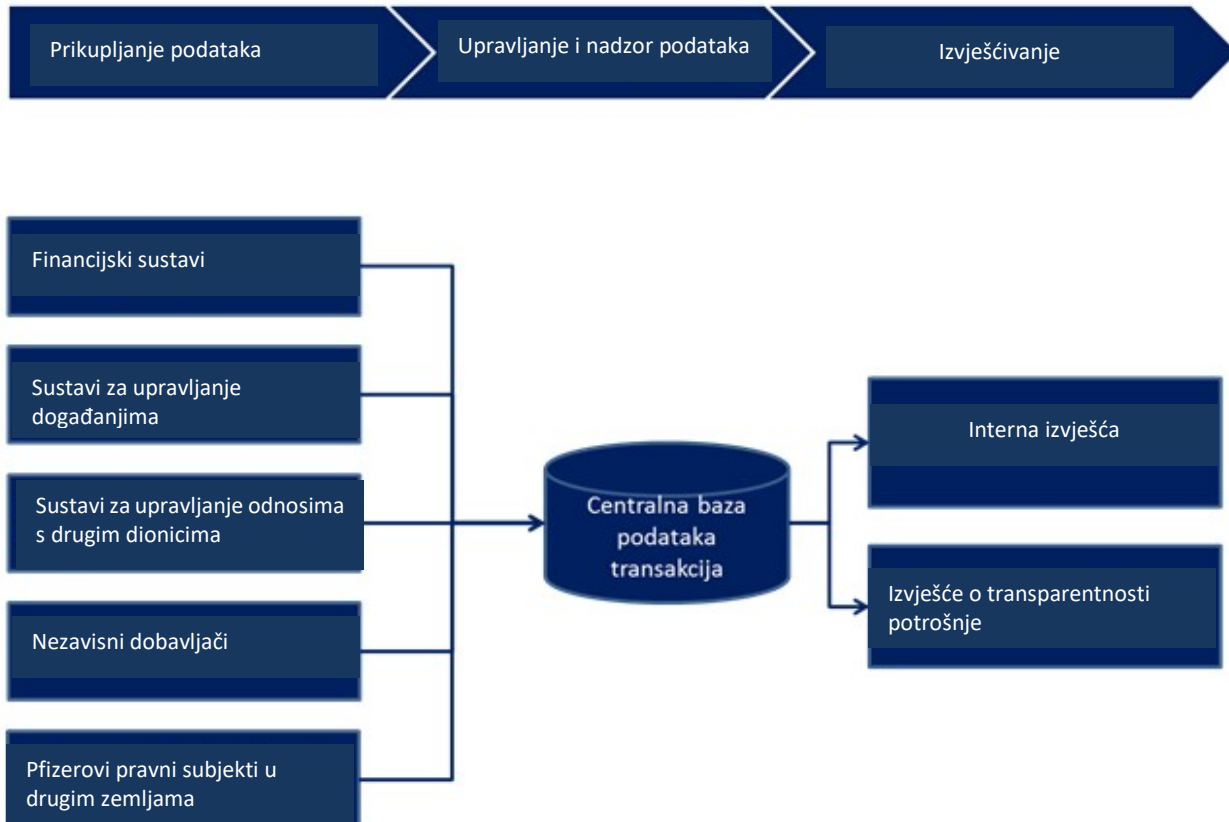 Prikupljanje podataka
Upravljanje i nadzor podataka
Izvješćivanje
Financijski sustavi
Sustavi za upravljanje
događanjima
Sustavi za upravljanje odnosima
s drugim dionicima
Nezavisni dobavljači
Pfizerovi pravni subjekti u
drugim zemljama
Centralna baza
podataka
transakcija
Interna izvješća
Izvješće o transparentnosti
potrošnje